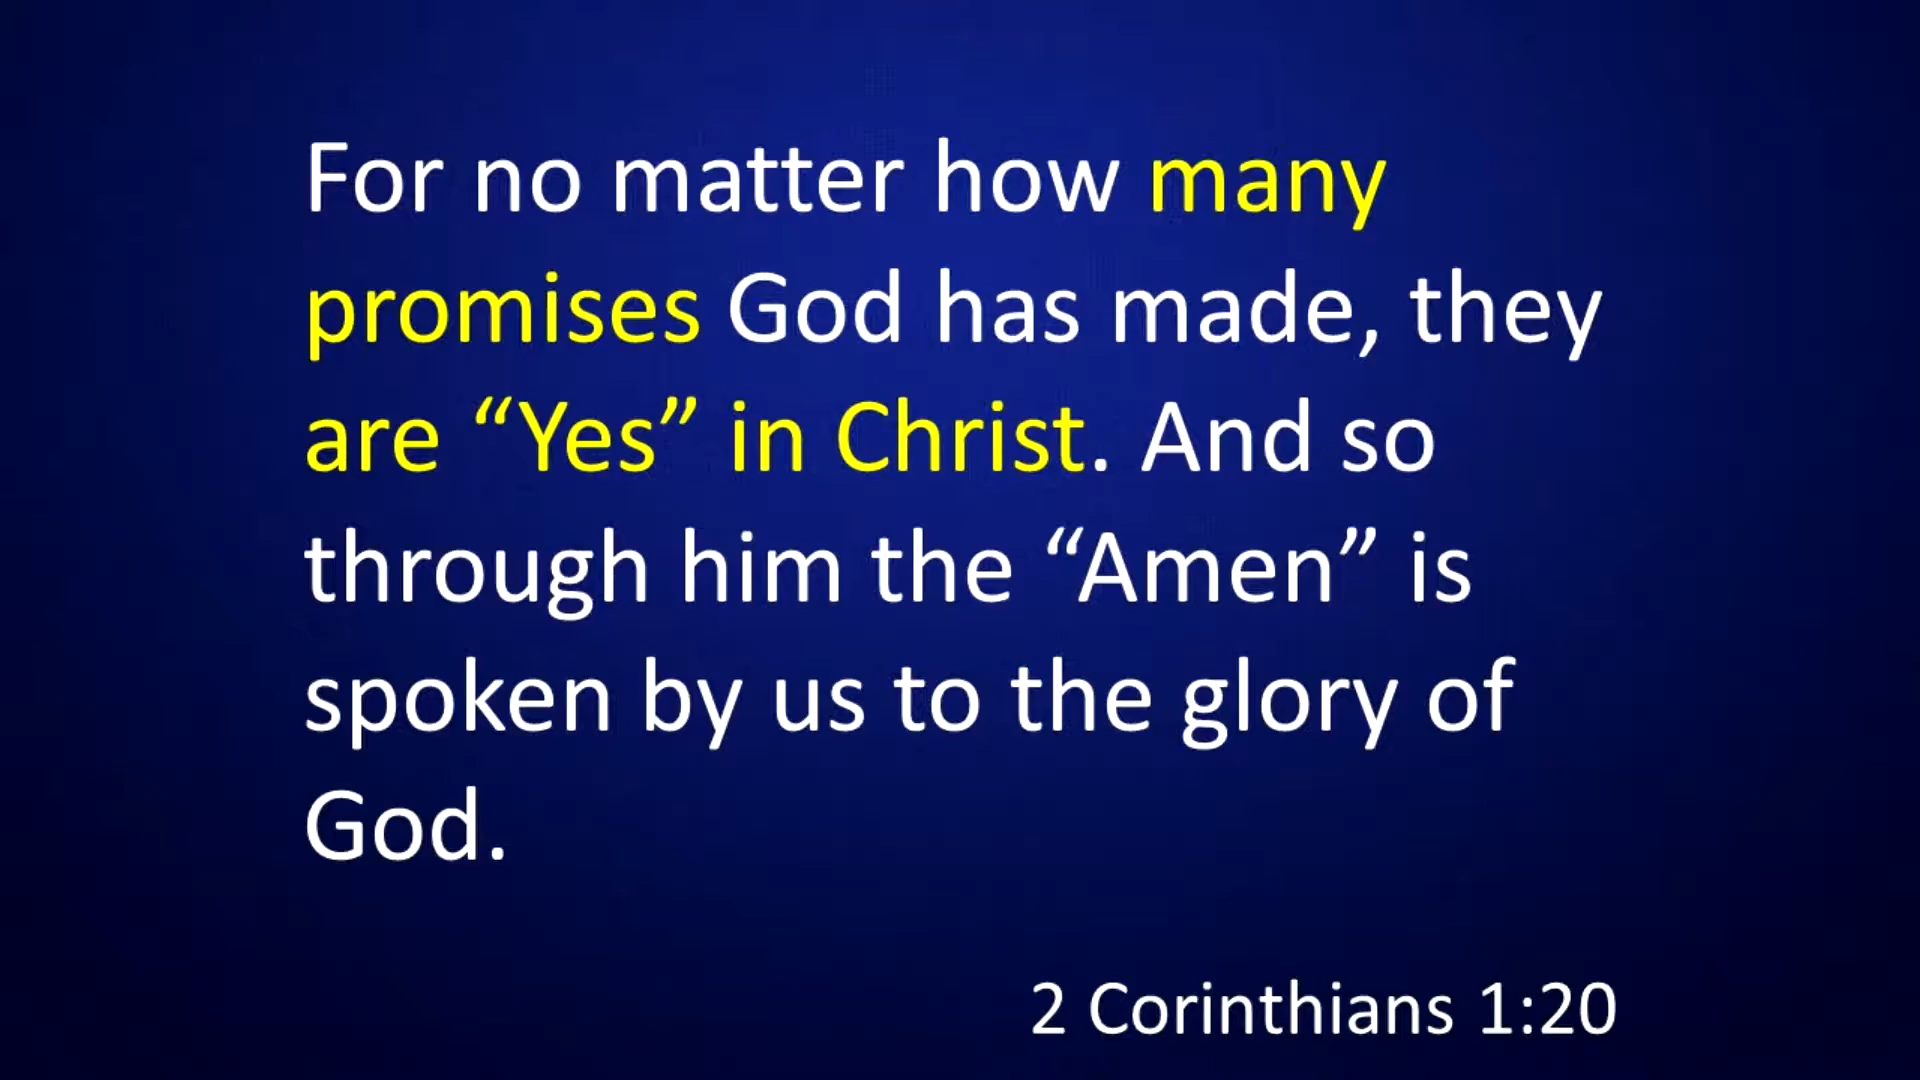 For no matter how many
promises God has made, they
are “Yes” in Christ. And so
through him the “Amen” is
spoken by us to the glory of
God.
2 Corinthians 1:20